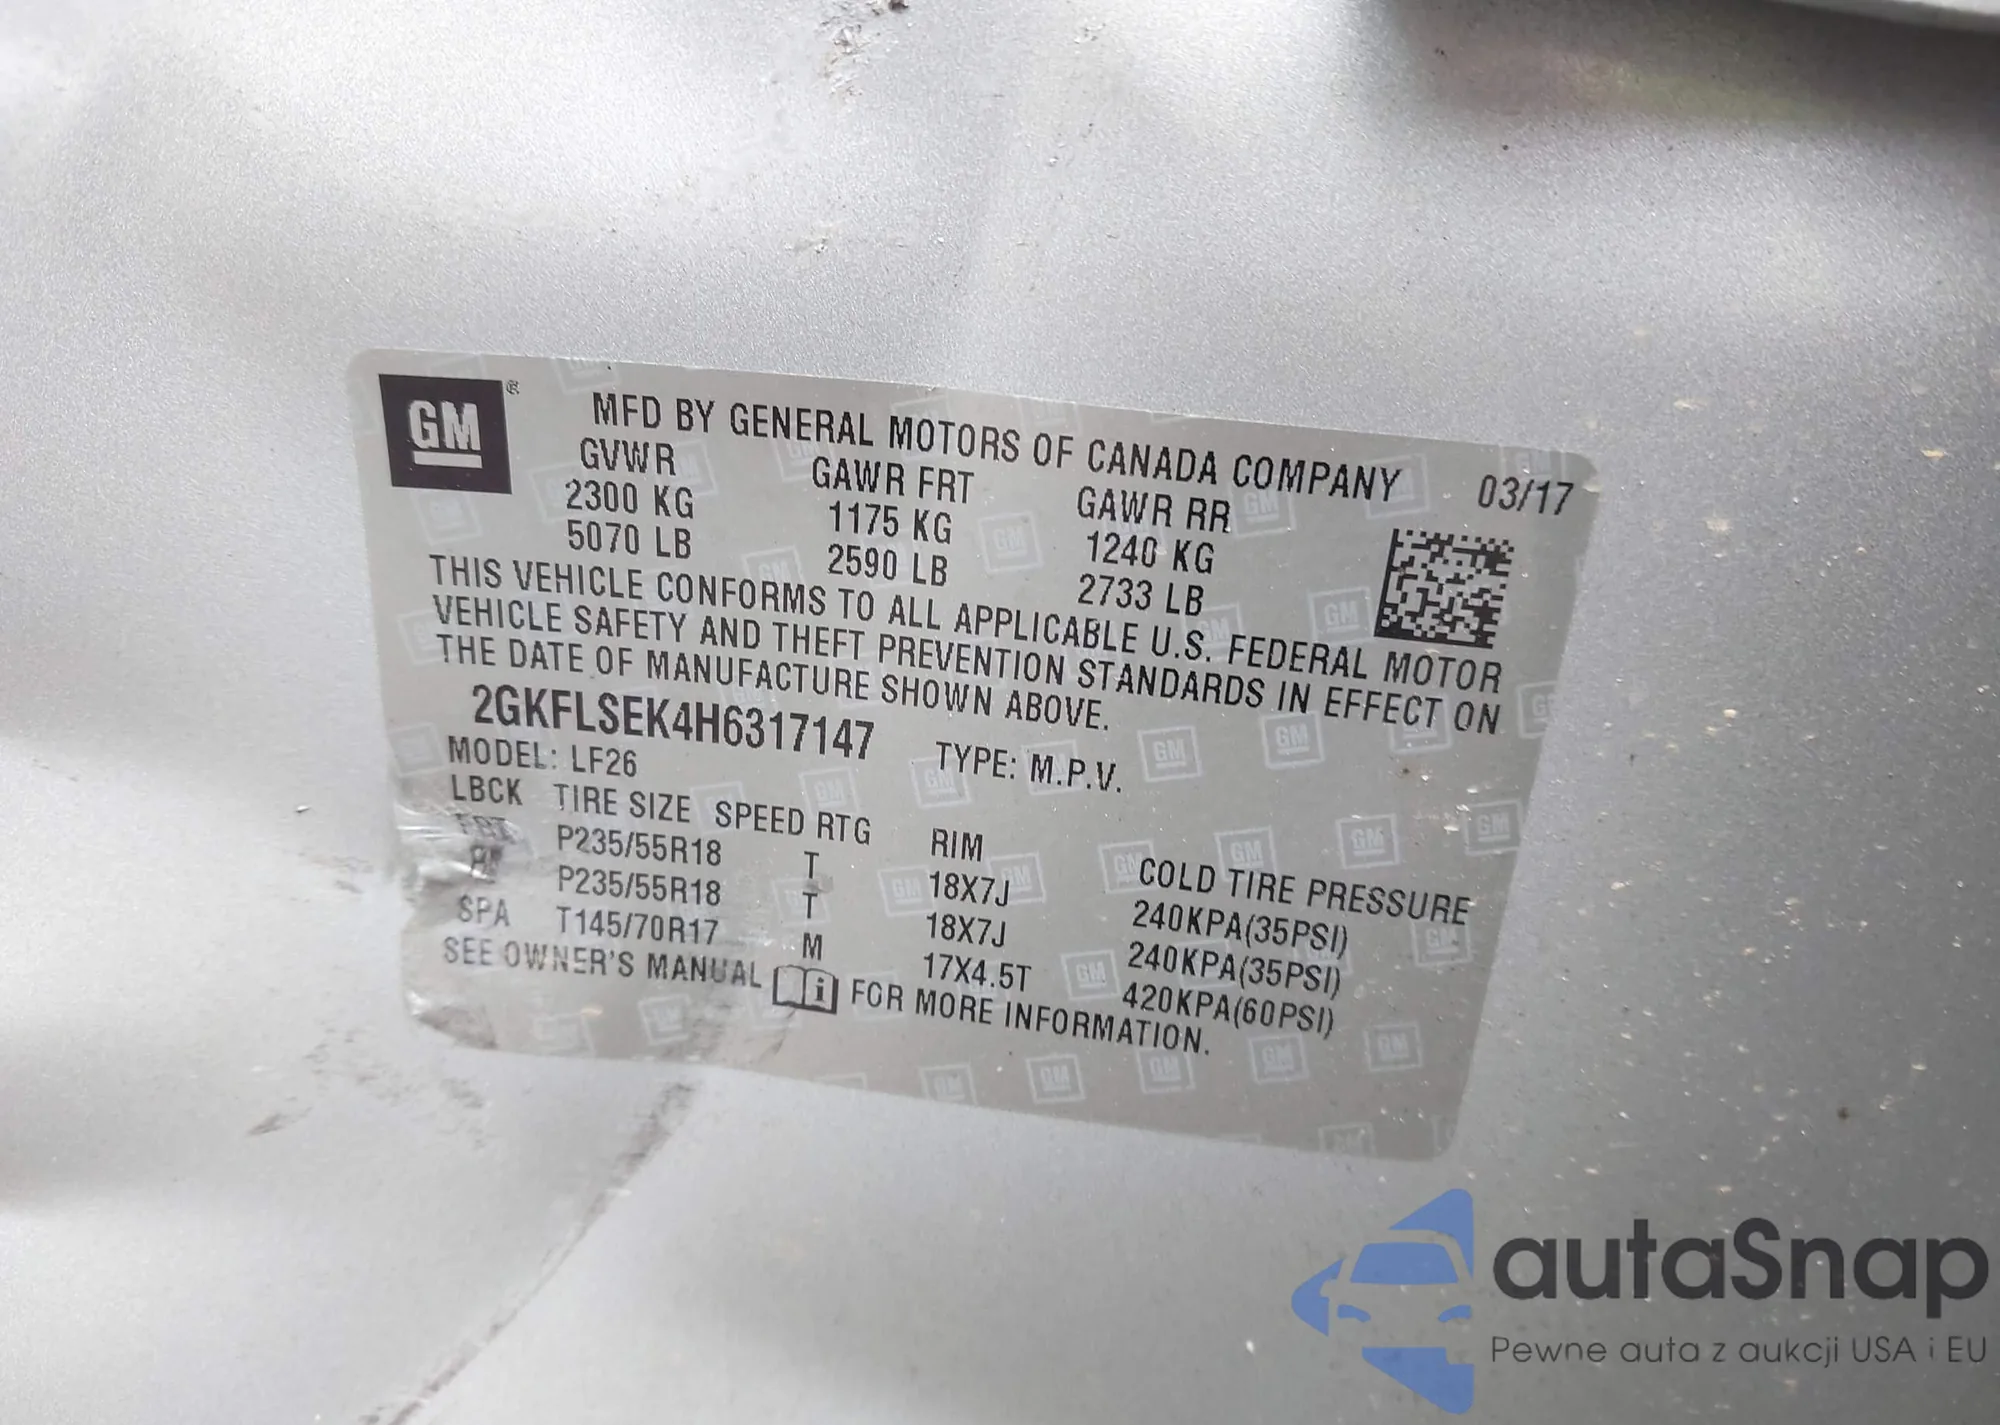 GM ®
MFD BY GENERAL MOTORS OF CANADA COMPANY 03/17
GVWR GAWR FRT GAWR RR
2300 KG 1175 KG 1240 KG
5070 LB 2590 LB 2733 LB
THIS VEHICLE CONFORMS TO ALL APPLICABLE U.S. FEDERAL MOTOR
VEHICLE SAFETY AND THEFT PREVENTION STANDARDS IN EFFECT ON
THE DATE OF MANUFACTURE SHOWN ABOVE.
2GKFLSEK4H6317147 TYPE: M.P.V.
MODEL: LF26
LBCK TIRE SIZE SPEED RTG RIM COLD TIRE PRESSURE
P235/55R18 T 18X7J 240KPA(35PSI)
P235/55R18 T 18X7J 240KPA(35PSI)
SPA T145/70R17 M 17X4.5T 420KPA(60PSI)
SEE OWNER'S MANUAL i FOR MORE INFORMATION.
autaSnap
Pewne auta z aukcji USA i EU